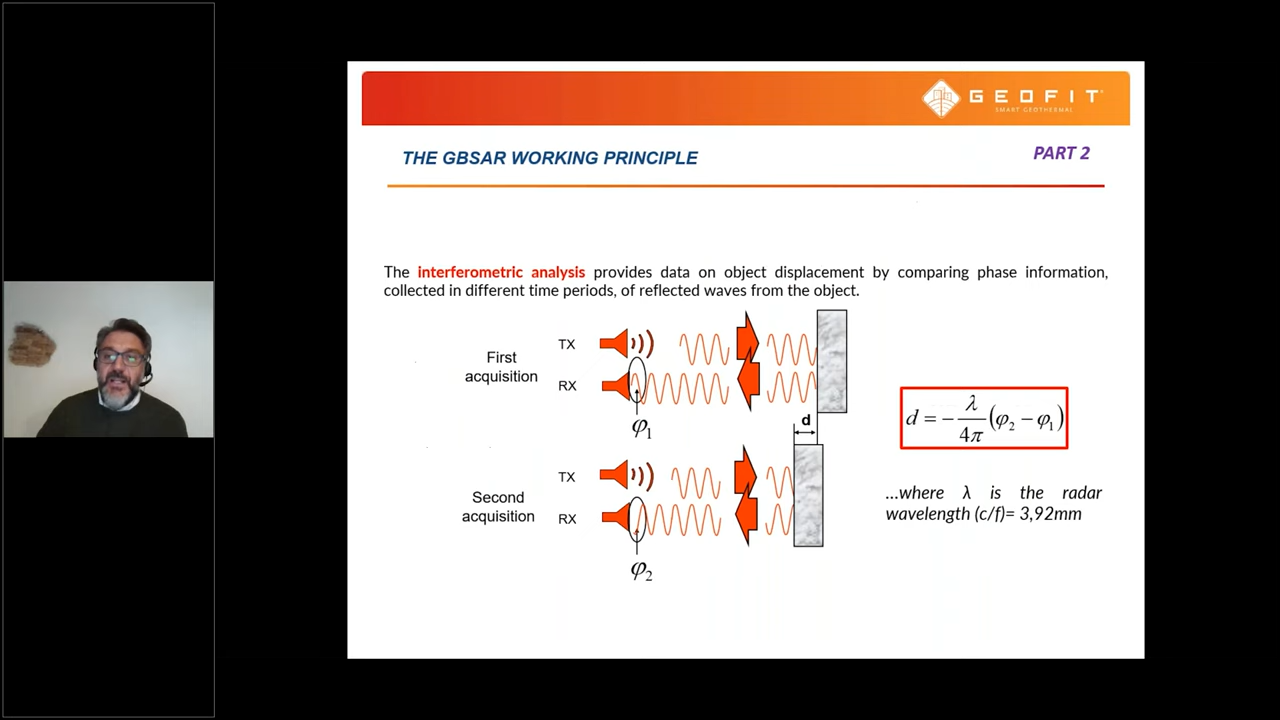 GEOFIT
SMART GEOTHERMAL
THE GBSAR WORKING PRINCIPLE
PART 2
The interferometric analysis provides data on object displacement by comparing phase information,
collected in different time periods, of reflected waves from the object.
First
acquisition
TX
RX
φ1
d
d = − λ/4π (φ2 − φ1)
Second
acquisition
TX
RX
φ2
...where λ is the radar
wavelength (c/f)= 3,92mm